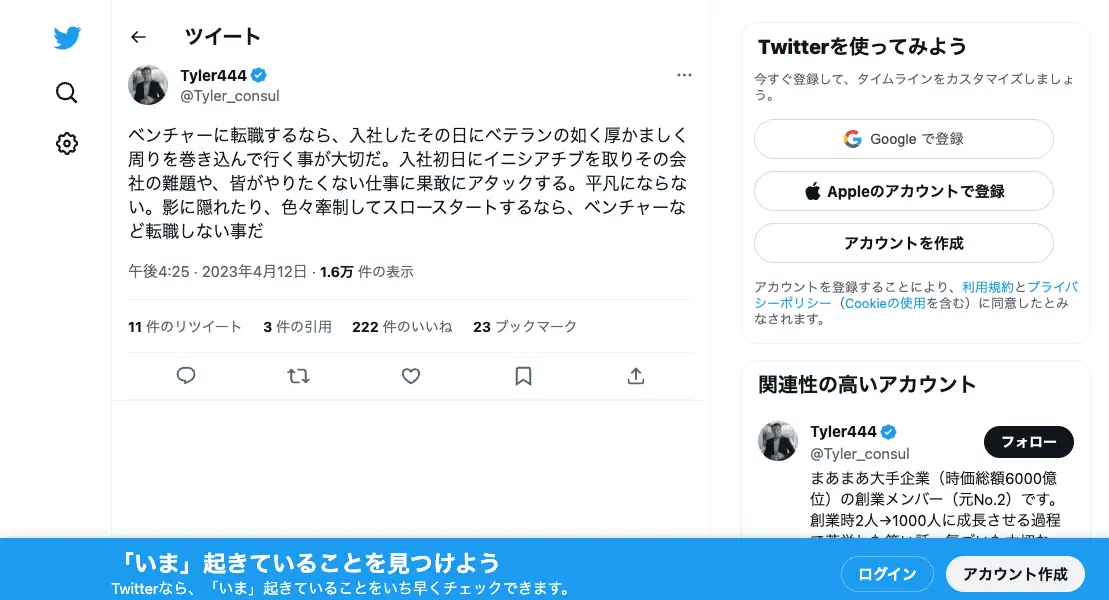 ツイート
Tyler444
@Tyler_consul
ベンチャーに転職するなら、入社したその日にベテランの如く厚かましく
周りを巻き込んで行く事が大切だ。入社初日にイニシアチブを取りその会
社の難題や、皆がやりたくない仕事に果敢にアタックする。平凡にならな
い。影に隠れたり、色々牽制してスロースタートするなら、ベンチャーな
ど転職しない事だ
午後4:25 · 2023年4月12日 · 1.6万 件の表示
11 件のリツイート 3 件の引用 222 件のいいね 23 ブックマーク
Twitterを使ってみよう
今すぐ登録して、タイムラインをカスタマイズしましょ
う。
Google で登録
Appleのアカウントで登録
アカウントを作成
アカウントを登録することにより、利用規約とプライバ
シーポリシー（Cookieの使用を含む）に同意したとみ
なされます。
関連性の高いアカウント
Tyler444
@Tyler_consul
フォロー
まあまあ大手企業（時価総額6000億
位）の創業メンバー（元No.2）です。
創業時2人→1000人に成長させる過程
「いま」起きていることを見つけよう
Twitterなら、「いま」起きていることをいち早くチェックできます。
ログイン
アカウント作成